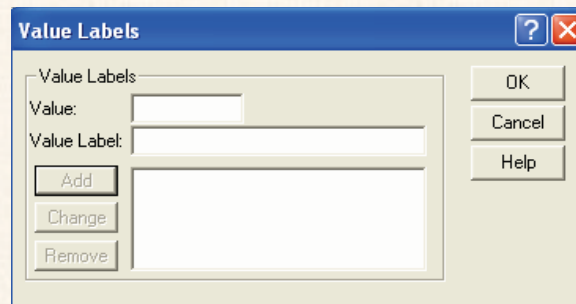 Value Labels
Value Labels
Value:
Value Label:
Add
Change
Remove
OK
Cancel
Help